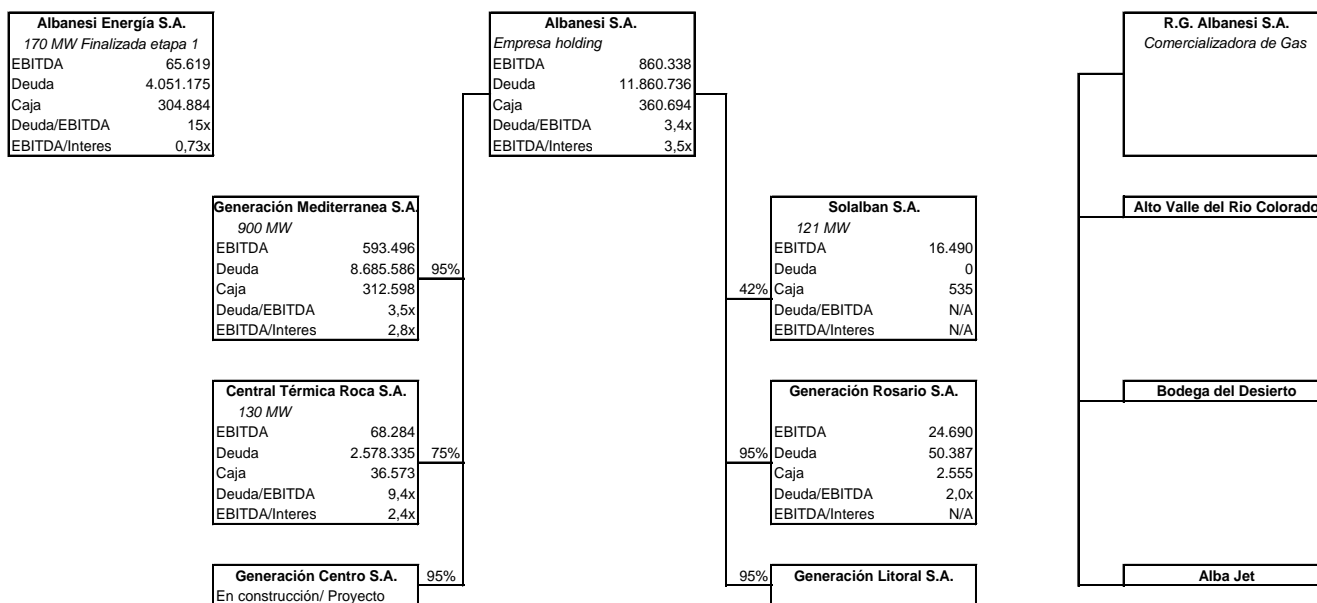 Albanesi Energía S.A.
170 MW Finalizada etapa 1
EBITDA 65.619
Deuda 4.051.175
Caja 304.884
Deuda/EBITDA 15x
EBITDA/Interes 0,73x
Albanesi S.A.
Empresa holding
EBITDA 860.338
Deuda 11.860.736
Caja 360.694
Deuda/EBITDA 3,4x
EBITDA/Interes 3,5x
R.G. Albanesi S.A.
Comercializadora de Gas
Generación Mediterranea S.A.
900 MW
EBITDA 593.496
Deuda 8.685.586 95%
Caja 312.598
Deuda/EBITDA 3,5x
EBITDA/Interes 2,8x
Solalban S.A.
121 MW
EBITDA 16.490
Deuda 0
42% Caja 535
Deuda/EBITDA N/A
EBITDA/Interes N/A
Alto Valle del Rio Colorado
Central Térmica Roca S.A.
130 MW
EBITDA 68.284
Deuda 2.578.335 75%
Caja 36.573
Deuda/EBITDA 9,4x
EBITDA/Interes 2,4x
Generación Rosario S.A.
EBITDA 24.690
95% Deuda 50.387
Caja 2.555
Deuda/EBITDA 2,0x
EBITDA/Interes N/A
Bodega del Desierto
Generación Centro S.A. 95%
En construcción/ Proyecto
95% Generación Litoral S.A.
Alba Jet